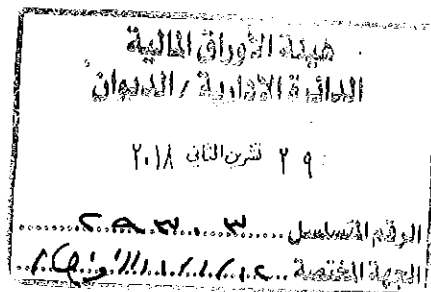 هيئة الأوراق المالية
الدائرة الادارية / الديوان
٢٩ تشرين الثاني ٢٠١٨
الرقم المتسلسل
الجهة المختصة